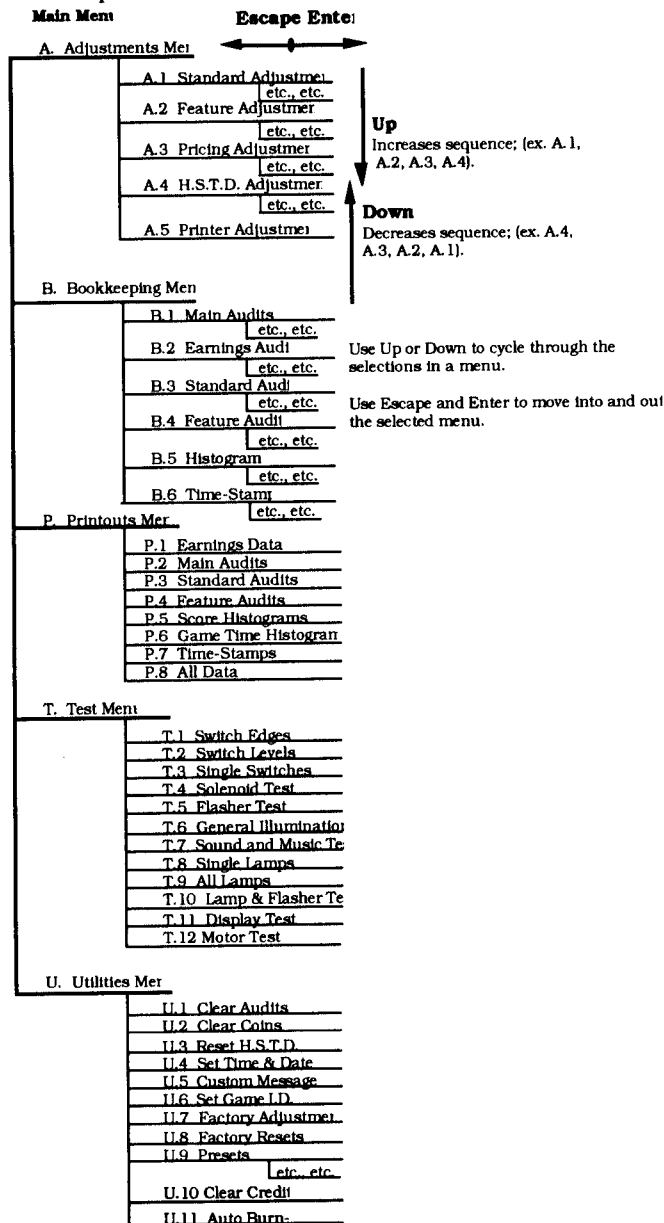 Main Menu
Escape Enter
A. Adjustments Mer
A.1 Standard Adjustmer
etc., etc.
A.2 Feature Adjustmer
etc., etc.
A.3 Pricing Adjustmer
etc., etc.
A.4 H.S.T.D. Adjustmer
etc., etc.
A.5 Printer Adjustmer
Up
Increases sequence; (ex. A.1,
A.2, A.3, A.4).
Down
Decreases sequence; (ex. A.4,
A.3, A.2, A.1).
B. Bookkeeping Men
B.1 Main Audits
etc., etc.
B.2 Earnings Audi
etc., etc.
B.3 Standard Audi
etc., etc.
B.4 Feature Audit
etc., etc.
B.5 Histogram
etc., etc.
B.6 Time-Stamp
etc., etc.
Use Up or Down to cycle through the
selections in a menu.
Use Escape and Enter to move into and out
the selected menu.
P. Printouts Mer
P.1 Earnings Data
P.2 Main Audits
P.3 Standard Audits
P.4 Feature Audits
P.5 Score Histograms
P.6 Game Time Histogran
P.7 Time-Stamps
P.8 All Data
T. Test Menu
T.1 Switch Edges
T.2 Switch Levels
T.3 Single Switches
T.4 Solenoid Test
T.5 Flasher Test
T.6 General Illumination
T.7 Sound and Music Te
T.8 Single Lamps
T.9 All Lamps
T.10 Lamp & Flasher Te
T.11 Display Test
T.12 Motor Test
U. Utilities Mer
U.1 Clear Audits
U.2 Clear Coins
U.3 Reset H.S.T.D.
U.4 Set Time & Date
U.5 Custom Message
U.6 Set Game I.D.
U.7 Factory Adjustmer
U.8 Factory Resets
U.9 Presets
etc., etc.
U.10 Clear Credit
U.11 Auto Burn-